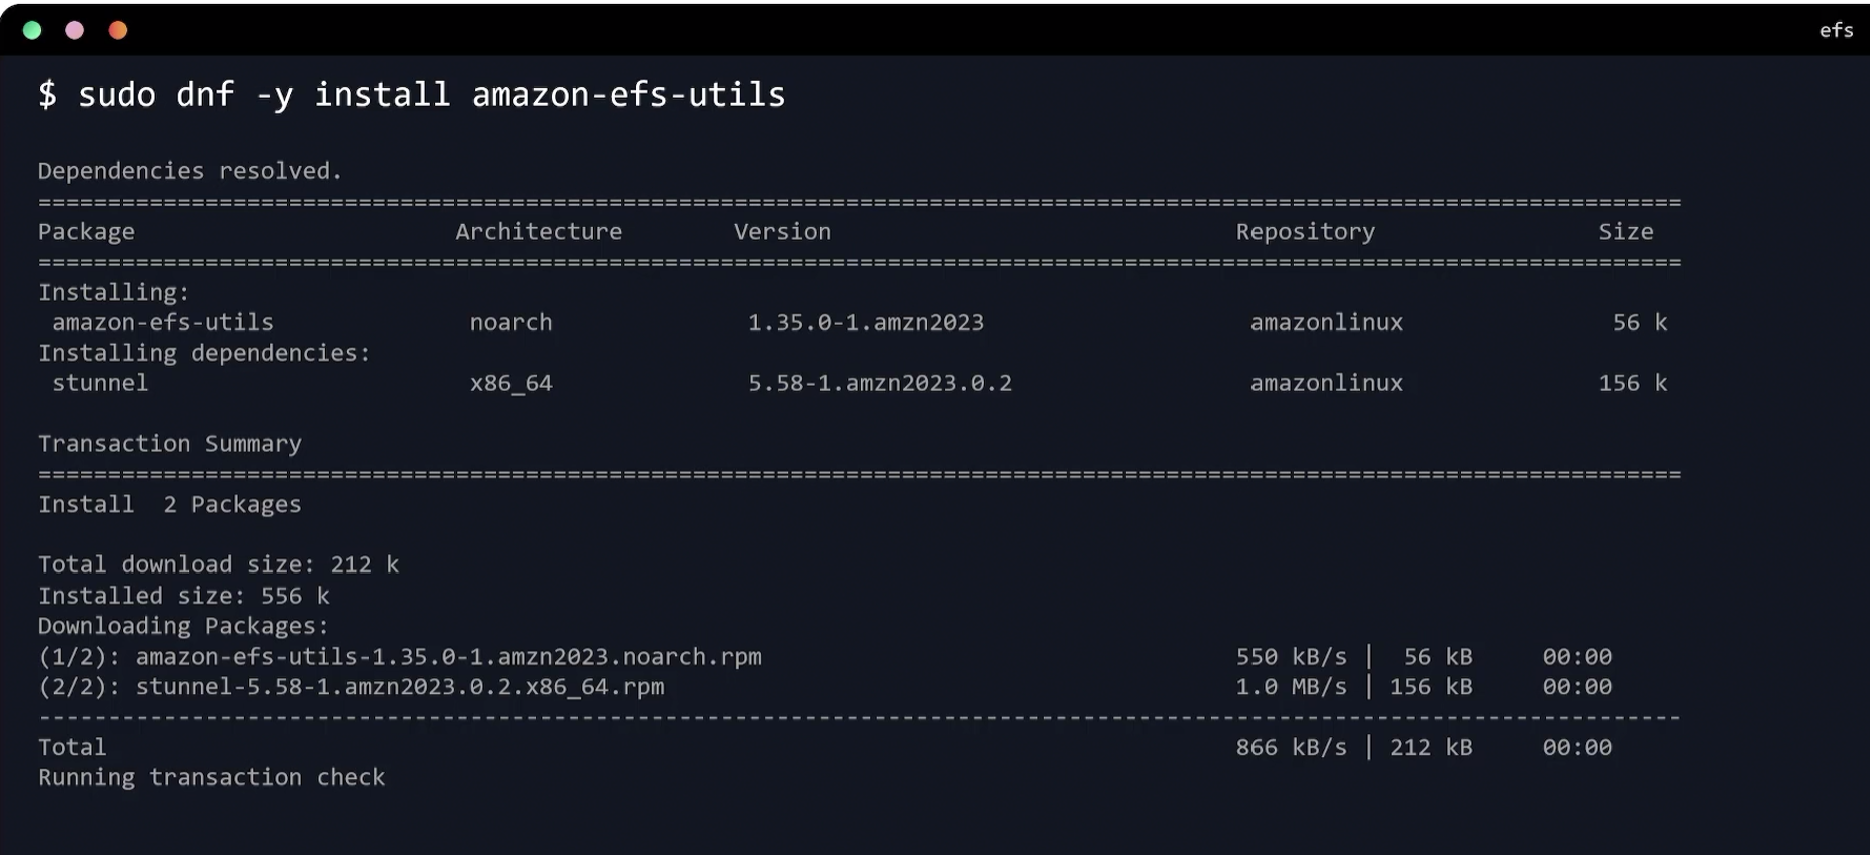 efs
$ sudo dnf -y install amazon-efs-utils
Dependencies resolved.
======================================================================================================================
Package                       Architecture        Version                             Repository                Size
======================================================================================================================
Installing:
 amazon-efs-utils              noarch              1.35.0-1.amzn2023                   amazonlinux               56 k
Installing dependencies:
 stunnel                       x86_64              5.58-1.amzn2023.0.2                 amazonlinux              156 k
Transaction Summary
======================================================================================================================
Install  2 Packages
Total download size: 212 k
Installed size: 556 k
Downloading Packages:
(1/2): amazon-efs-utils-1.35.0-1.amzn2023.noarch.rpm                                  550 kB/s |  56 kB     00:00
(2/2): stunnel-5.58-1.amzn2023.0.2.x86_64.rpm                                         1.0 MB/s | 156 kB     00:00
----------------------------------------------------------------------------------------------------------------------
Total                                                                                 866 kB/s | 212 kB     00:00
Running transaction check